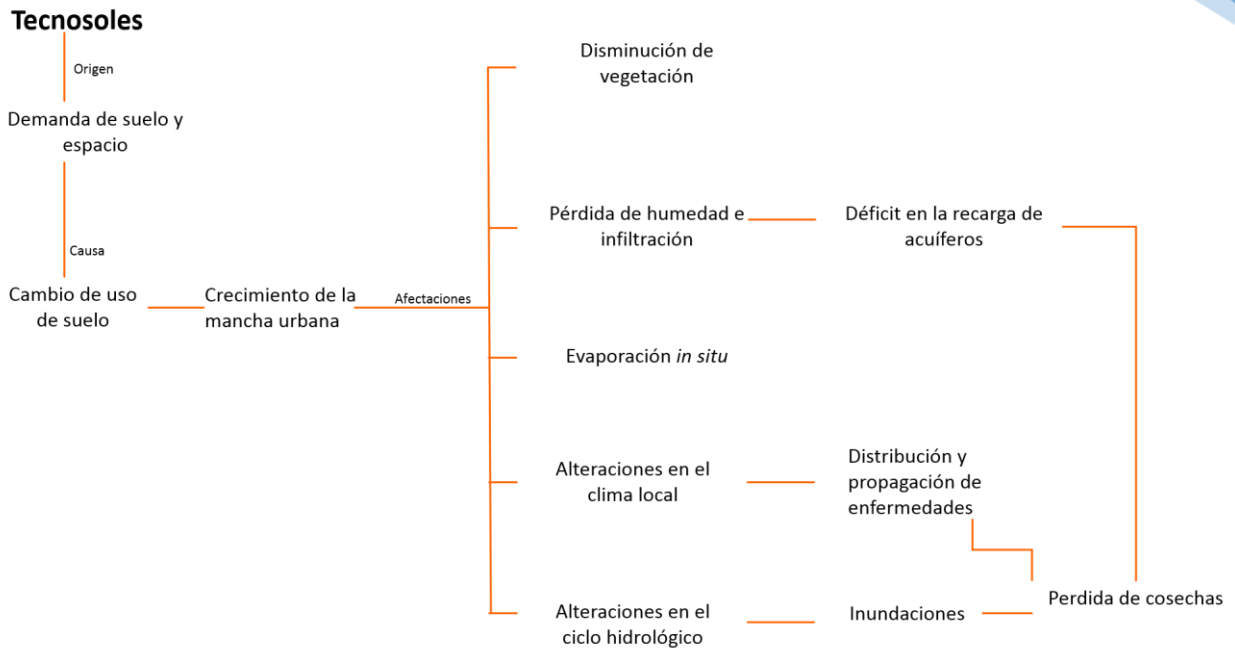 Tecnosoles
Origen
Demanda de suelo y
espacio
Causa
Cambio de uso
de suelo
Crecimiento de la
mancha urbana
Afectaciones
Disminución de
vegetación
Pérdida de humedad e
infiltración
Déficit en la recarga de
acuíferos
Evaporación in situ
Alteraciones en el
clima local
Distribución y
propagación de
enfermedades
Alteraciones en el
ciclo hidrológico
Inundaciones
Perdida de cosechas